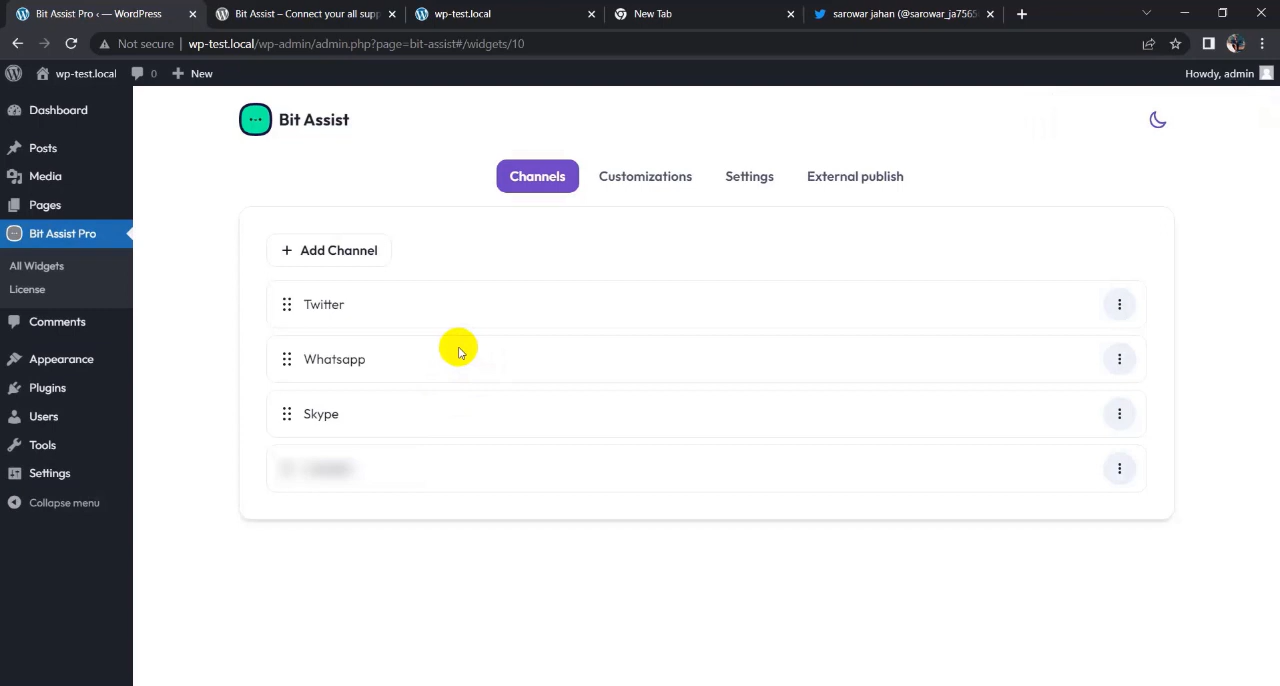 Bit Assist Pro ‹ — WordPress
Bit Assist – Connect your all supp
wp-test.local
New Tab
sarowar jahan (@sarowar_ja756
Not secure
wp-test.local/wp-admin/admin.php?page=bit-assist#/widgets/10
wp-test.local
0
New
Howdy, admin
Dashboard
Posts
Media
Pages
Bit Assist Pro
All Widgets
License
Comments
Appearance
Plugins
Users
Tools
Settings
Collapse menu
Bit Assist
Channels
Customizations
Settings
External publish
+ Add Channel
Twitter
Whatsapp
Skype